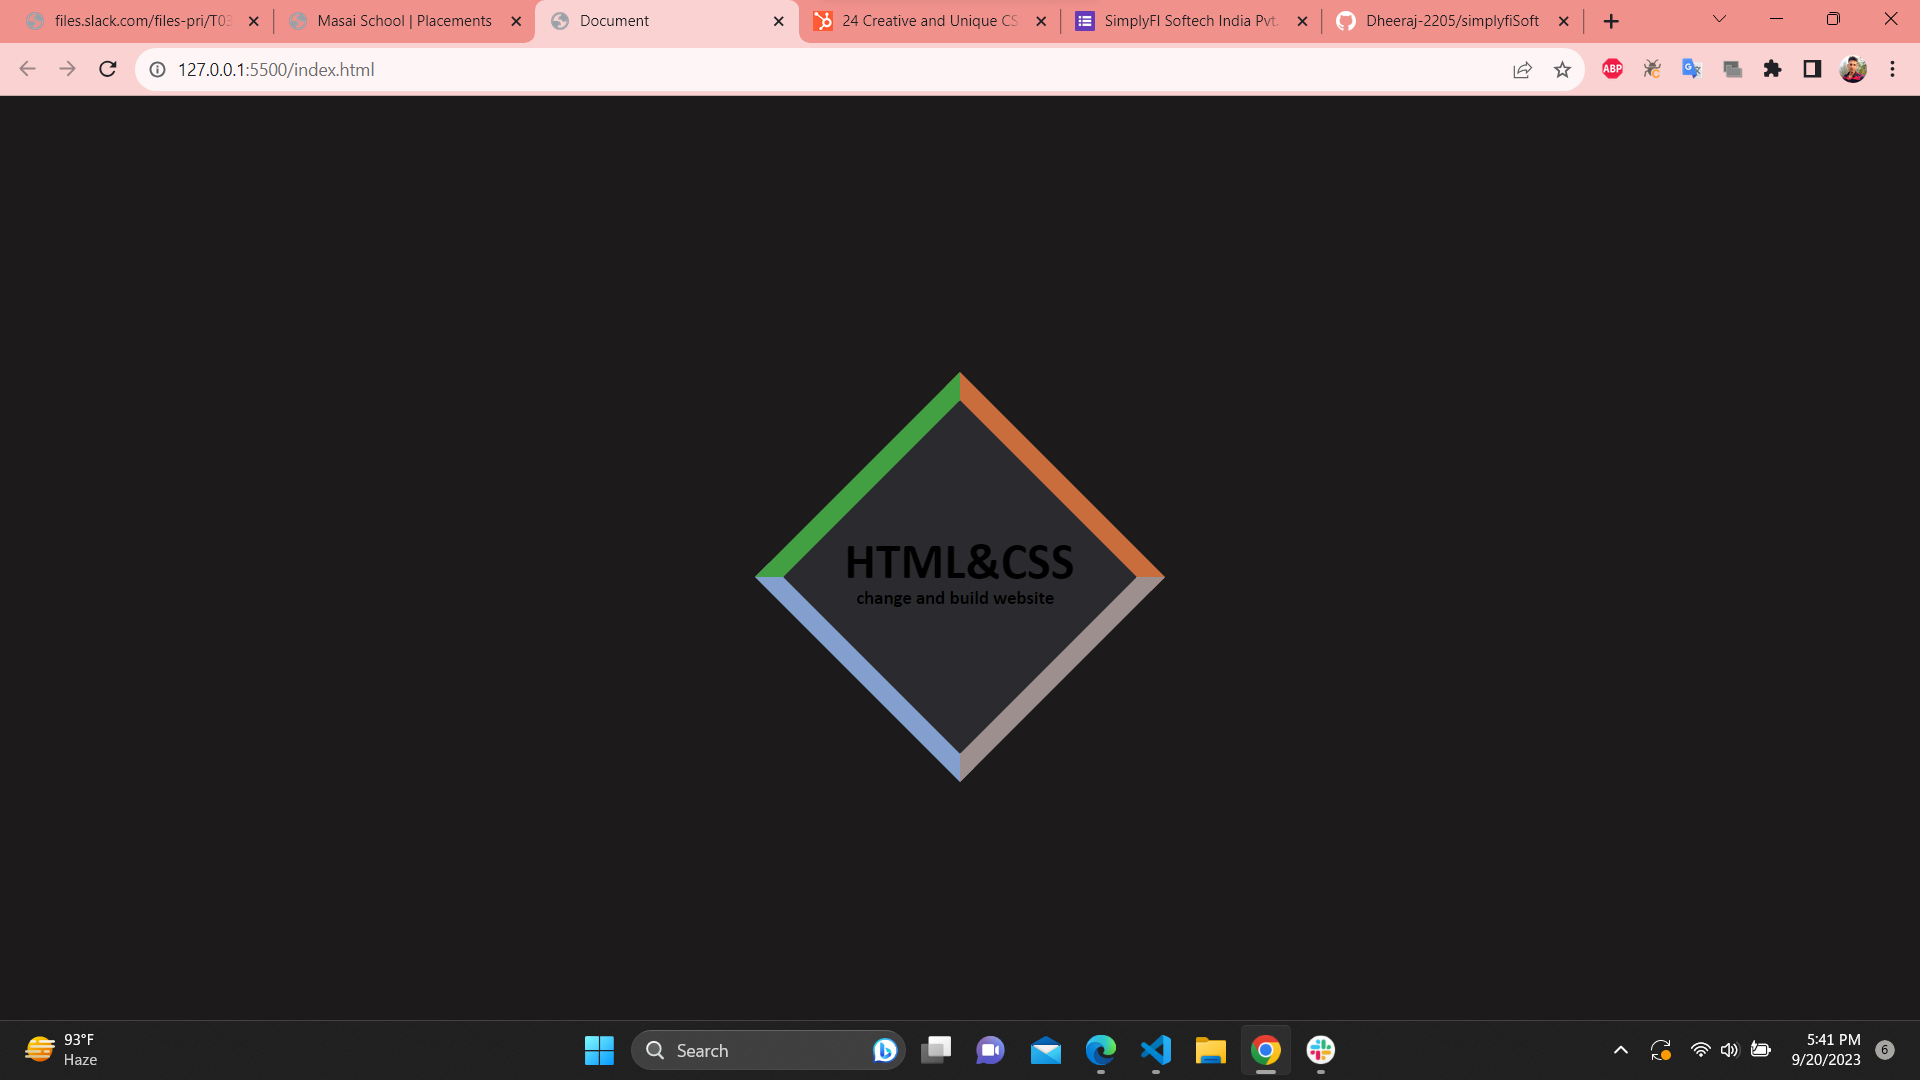 files.slack.com/files-pri/T03
Masai School | Placements
Document
24 Creative and Unique CS
SimplyFI Softech India Pvt.
Dheeraj-2205/simplyfiSoft
127.0.0.1:5500/index.html
ABP
HTML&CSS
change and build website
93°F
Haze
Search
5:41 PM
9/20/2023
6